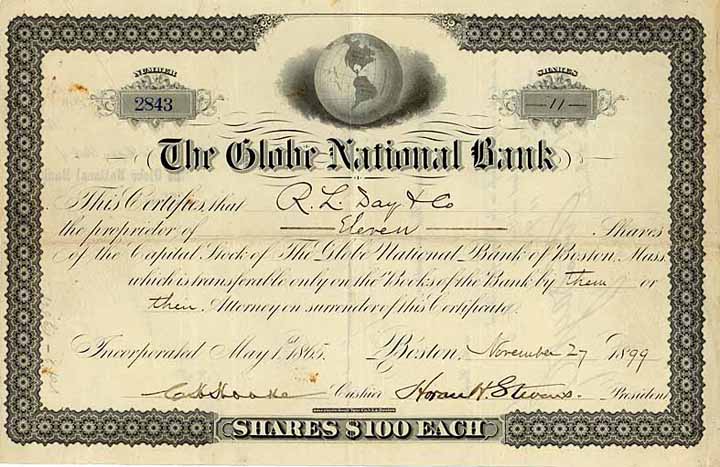 NUMBER
2843
SHARES
11
The Globe National Bank
This Certifies, that R. L. Day & Co
the proprietor of Eleven Shares
of the Capital Stock of The Globe National Bank of Boston, Mass.
which is transferable only on the Books of the Bank by them or
their Attorney on surrender of this Certificate.
Incorporated May 1st 1865. Boston, November 27 1899
Cashier Horace H. Stevens. President
SHARES $100 EACH